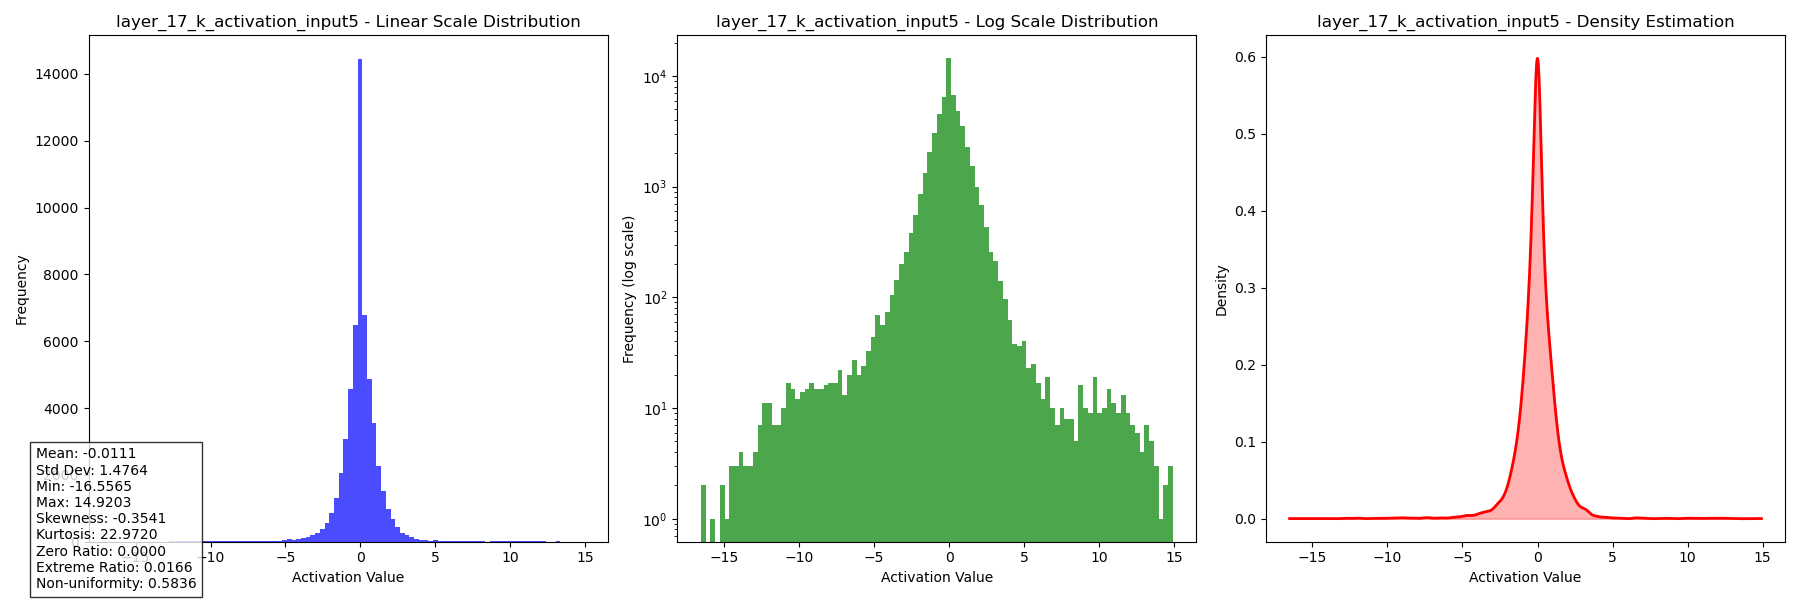 layer_17_k_activation_input5 - Linear Scale Distribution
Frequency
14000
12000
10000
8000
6000
4000
2000
0
−10
−5
0
5
10
15
Activation Value
Mean: -0.0111
Std Dev: 1.4764
Min: -16.5565
Max: 14.9203
Skewness: -0.3541
Kurtosis: 22.9720
Zero Ratio: 0.0000
Extreme Ratio: 0.0166
Non-uniformity: 0.5836
layer_17_k_activation_input5 - Log Scale Distribution
Frequency (log scale)
10⁴
10³
10²
10¹
10⁰
−15
−10
−5
0
5
10
15
Activation Value
layer_17_k_activation_input5 - Density Estimation
Density
0.6
0.5
0.4
0.3
0.2
0.1
0.0
−15
−10
−5
0
5
10
15
Activation Value